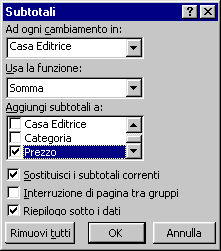 Subtotali
Ad ogni cambiamento in:
Casa Editrice
Usa la funzione:
Somma
Aggiungi subtotali a:
Casa Editrice
Categoria
Prezzo
Sostituisci i subtotali correnti
Interruzione di pagina tra gruppi
Riepilogo sotto i dati
Rimuovi tutti OK Annulla